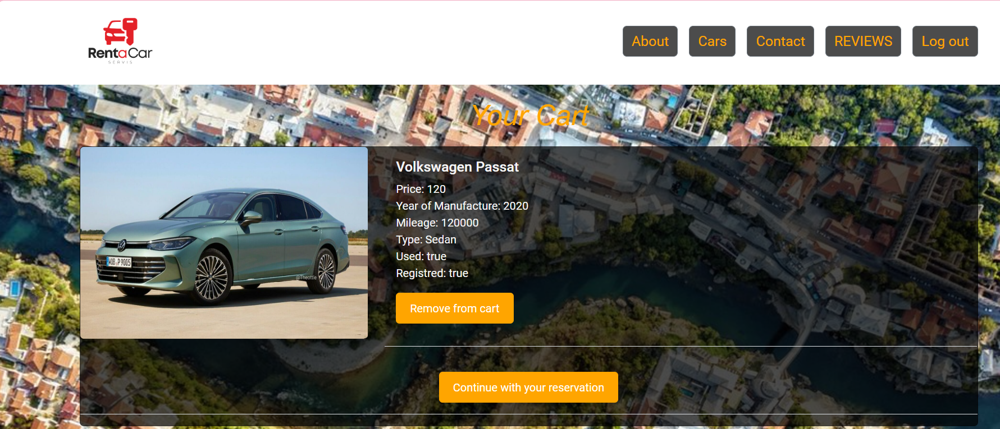 RentaCar
SERVIS
About
Cars
Contact
REVIEWS
Log out
Your Cart
Volkswagen Passat
Price: 120
Year of Manufacture: 2020
Mileage: 120000
Type: Sedan
Used: true
Registred: true
WOB P 9005
@Theottle
Remove from cart
Continue with your reservation